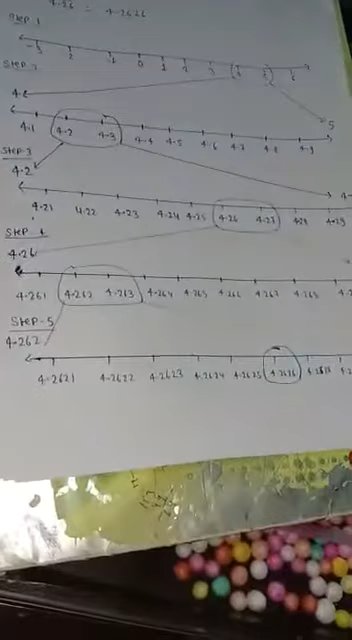 4.26 = 4.2626
Step 1
-3 2 -1 0 1 2 3 4 5 6
Step 2
4 5
4.1 4.2 4.3 4.4 4.5 4.6 4.7 4.8 4.9
Step-3
4.2
4.21 4.22 4.23 4.24 4.25 4.26 4.27 4.28 4.29
Step-4
4.26
4.261 4.262 4.263 4.264 4.265 4.266 4.267 4.268
Step-5
4.262
4.2621 4.2622 4.2623 4.2624 4.2625 4.2626